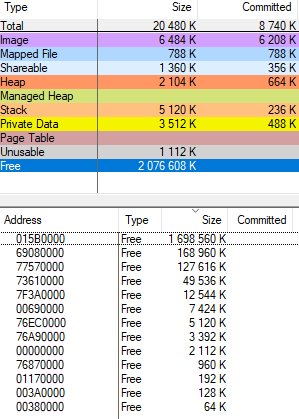 Type Size Committed
Total 20 480 K 8 740 K
Image 6 484 K 6 208 K
Mapped File 788 K 788 K
Shareable 1 360 K 356 K
Heap 2 104 K 664 K
Managed Heap
Stack 5 120 K 236 K
Private Data 3 512 K 488 K
Page Table
Unusable 1 112 K
Free 2 076 608 K
Address Type Size Committed
015B0000 Free 1 698 560 K
69080000 Free 168 960 K
77570000 Free 127 616 K
73610000 Free 49 536 K
7F3A0000 Free 12 544 K
00690000 Free 7 424 K
76EC0000 Free 5 120 K
76A90000 Free 3 392 K
00000000 Free 2 112 K
76870000 Free 960 K
01170000 Free 192 K
003A0000 Free 128 K
00380000 Free 64 K